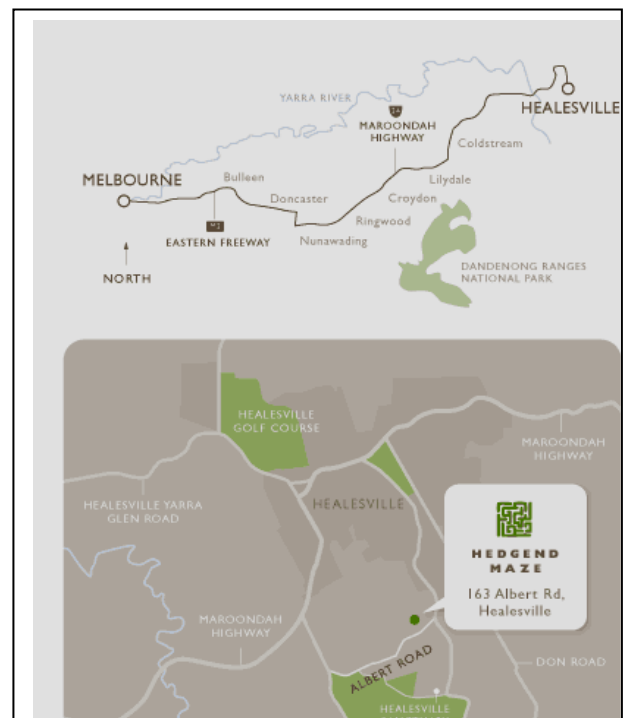 YARRA RIVER
HEALESVILLE
MAROONDAH
HIGHWAY
Coldstream
MELBOURNE
Bulleen
Lilydale
Doncaster
Croydon
Ringwood
EASTERN FREEWAY
Nunawading
DANDENONG RANGES
NATIONAL PARK
NORTH
HEALESVILLE
GOLF COURSE
MAROONDAH
HIGHWAY
HEALESVILLE YARRA
GLEN ROAD
HEALESVILLE
HEDGEND
MAZE
163 Albert Rd,
Healesville
MAROONDAH
HIGHWAY
ALBERT ROAD
DON ROAD
HEALESVILLE